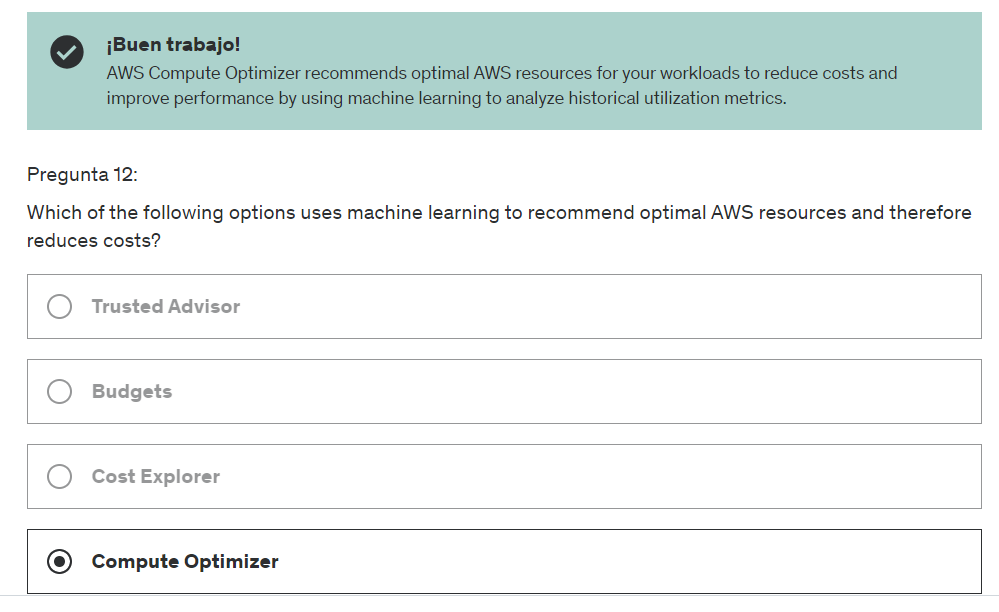 ¡Buen trabajo!
AWS Compute Optimizer recommends optimal AWS resources for your workloads to reduce costs and
improve performance by using machine learning to analyze historical utilization metrics.
Pregunta 12:
Which of the following options uses machine learning to recommend optimal AWS resources and therefore
reduces costs?
Trusted Advisor
Budgets
Cost Explorer
Compute Optimizer